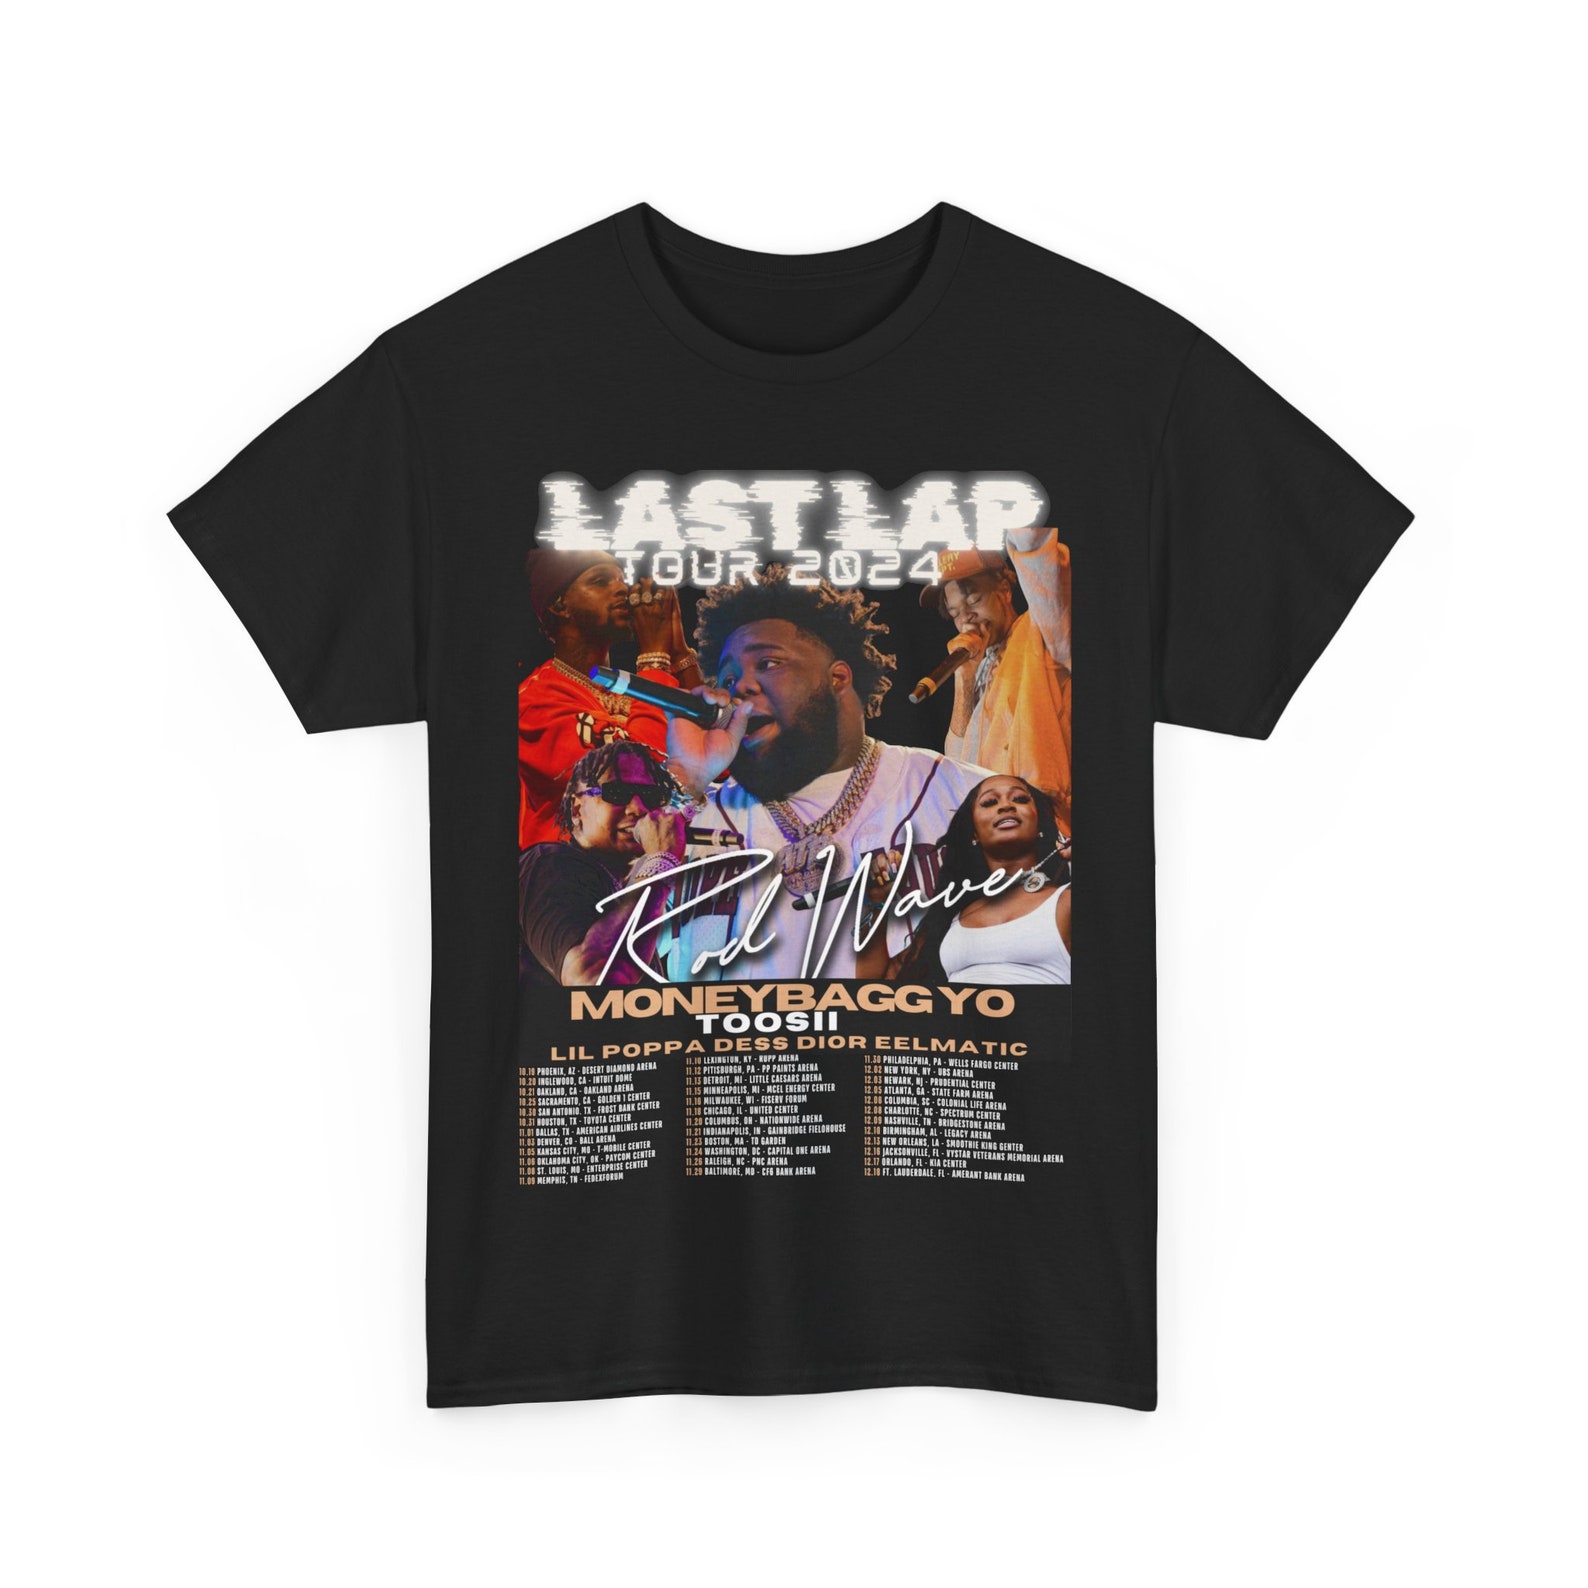 LAST LAP
TOUR 2024
Rod Wave
MONEYBAGG YO
TOOSII
LIL POPPA DESS DIOR EELMATIC
10.19 PHOENIX, AZ - DESERT DIAMOND ARENA
10.20 INGLEWOOD, CA - INTUIT DOME
10.21 OAKLAND, CA - OAKLAND ARENA
10.25 SACRAMENTO, CA - GOLDEN 1 CENTER
10.30 SAN ANTONIO, TX - FROST BANK CENTER
10.31 HOUSTON, TX - TOYOTA CENTER
11.01 DALLAS, TX - AMERICAN AIRLINES CENTER
11.03 DENVER, CO - BALL ARENA
11.05 KANSAS CITY, MO - T-MOBILE CENTER
11.06 OKLAHOMA CITY, OK - PAYCOM CENTER
11.08 ST. LOUIS, MO - ENTERPRISE CENTER
11.09 MEMPHIS, TN - FEDEXFORUM
11.10 LEXINGTON, KY - RUPP ARENA
11.12 PITISBURGH, PA - PP PAINTS ARENA
11.13 DETROIT, MI - LITTLE CAESARS ARENA
11.15 MINNEAPOLIS, MI - MCEL ENERGY CENTER
11.16 MILWAUKEE, WI - FISERV FORUM
11.18 CHICAGO, IL - UNITED CENTER
11.20 COLUMBUS, OH - NATIONWIDE ARENA
11.21 INDIANAPOLIS, IN - GAINBRIDGE FIELOHOUSE
11.23 BOSTON, MA - TD GARDEN
11.24 WASHINGTON, DC - CAPITAL ONE ARENA
11.26 RALEIGH, NC - PNC ARENA
11.29 BALTIMORE, MD - CFG BANK ARENA
11.30 PHILADELPHIA, PA - WELLS FARGO CENTER
12.02 NEW YORK, NY - UBS ARENA
12.03 NEWARK, NJ - PRUDENTIAL CENTER
12.05 ATLANTA, GA - STATE FARM ARENA
12.06 COLUMBIA, SC - COLONIAL LIFE ARENA
12.08 CHARLOTTE, NC - SPECTRUM CENTER
12.09 NASHVILLE, TN - BRIDGESTONE ARENA
12.10 BIRMINGHAM, AL - LEGACY ARENA
12.13 NEW ORLEANS, LA - SMOOTHIE KING GENTER
12.16 JACKSONVILLE, FL - VYSTAR VETERANS MEMORIAL ARENA
12.17 ORLANDO, FL - KIA CENTER
12.18 FT. LAUDERDALE, FL - AMERANT BANK ARENA